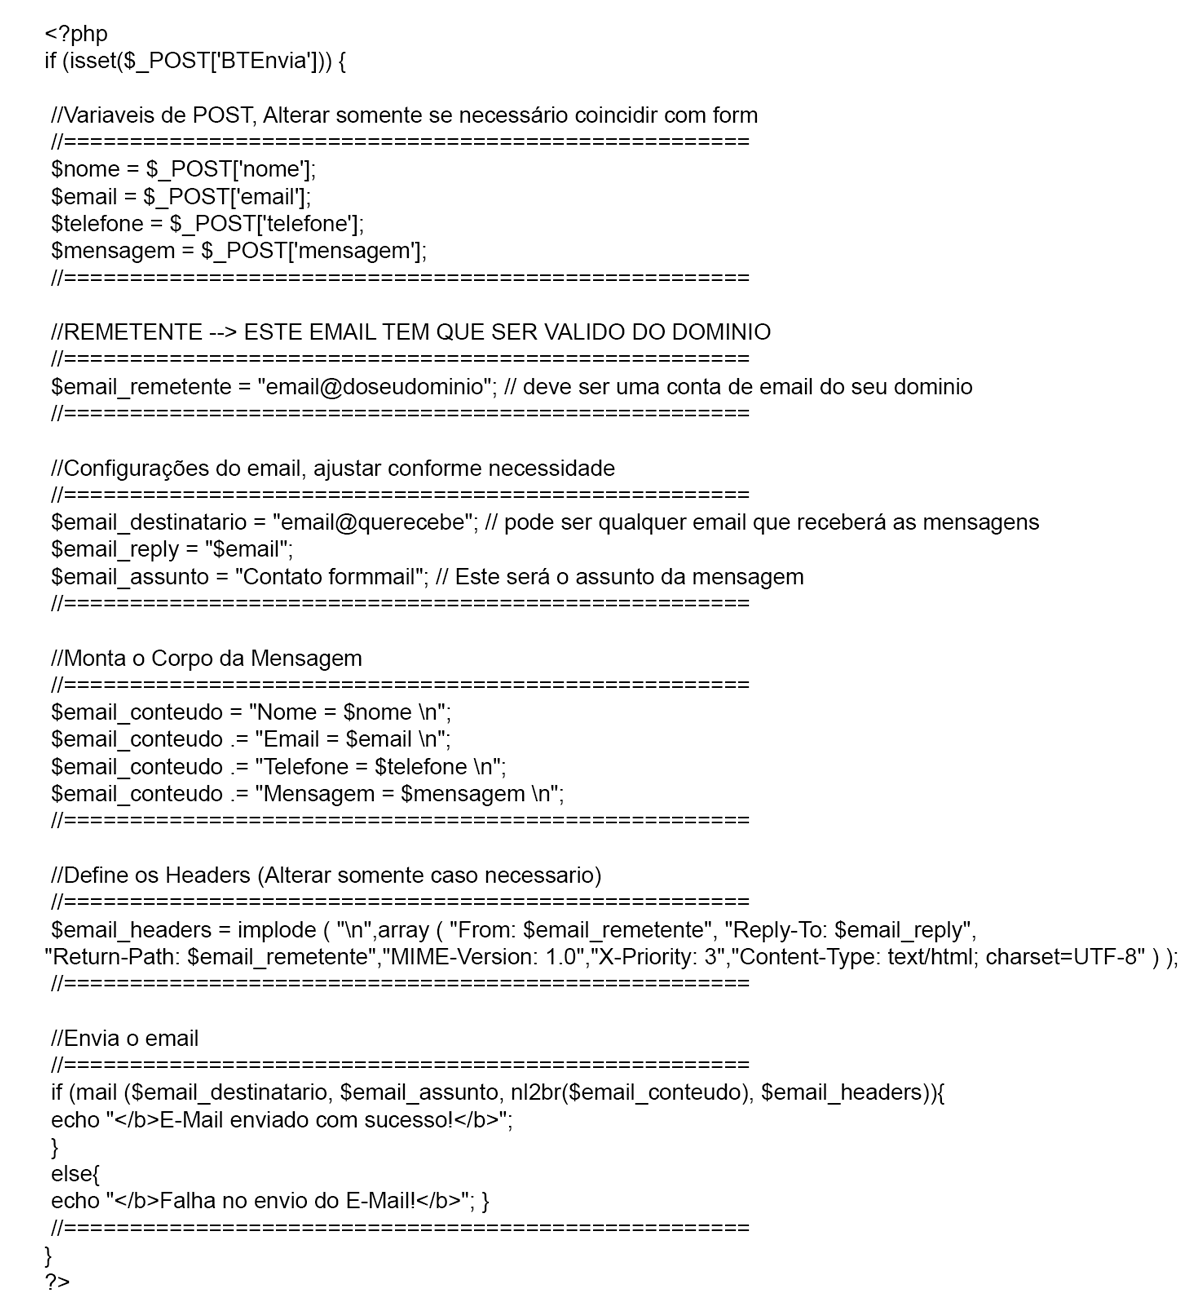 <?php
if (isset($_POST['BTEnvia'])) {
//Variaveis de POST, Alterar somente se necessário coincidir com form
//====================================================
$nome = $_POST['nome'];
$email = $_POST['email'];
$telefone = $_POST['telefone'];
$mensagem = $_POST['mensagem'];
//====================================================
//REMETENTE --> ESTE EMAIL TEM QUE SER VALIDO DO DOMINIO
//====================================================
$email_remetente = "email@doseudominio"; // deve ser uma conta de email do seu dominio
//====================================================
//Configurações do email, ajustar conforme necessidade
//====================================================
$email_destinatario = "email@querecebe"; // pode ser qualquer email que receberá as mensagens
$email_reply = "$email";
$email_assunto = "Contato formmail"; // Este será o assunto da mensagem
//====================================================
//Monta o Corpo da Mensagem
//====================================================
$email_conteudo = "Nome = $nome \n";
$email_conteudo .= "Email = $email \n";
$email_conteudo .= "Telefone = $telefone \n";
$email_conteudo .= "Mensagem = $mensagem \n";
//====================================================
//Define os Headers (Alterar somente caso necessario)
//====================================================
$email_headers = implode ( "\n",array ( "From: $email_remetente", "Reply-To: $email_reply",
"Return-Path: $email_remetente","MIME-Version: 1.0","X-Priority: 3","Content-Type: text/html; charset=UTF-8" ) );
//====================================================
//Envia o email
//====================================================
if (mail ($email_destinatario, $email_assunto, nl2br($email_conteudo), $email_headers)){
echo "</b>E-Mail enviado com sucesso!</b>";
}
else{
echo "</b>Falha no envio do E-Mail!</b>"; }
//====================================================
}
?>